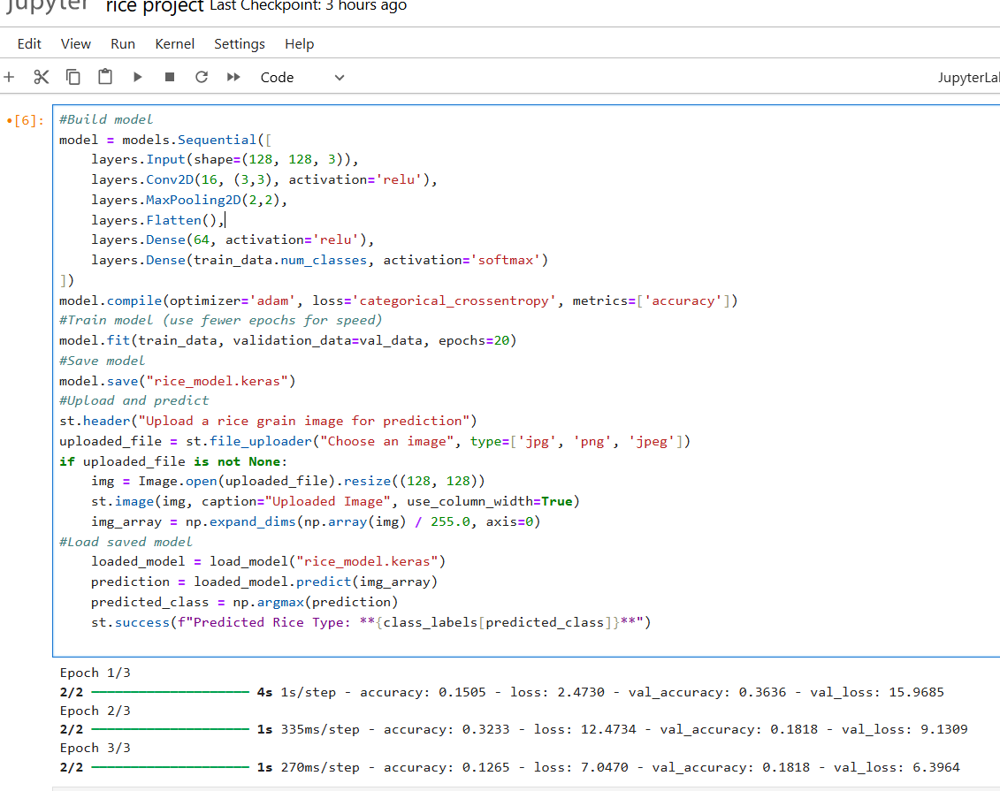 jupyter rice project Last Checkpoint: 3 hours ago
Edit View Run Kernel Settings Help
Code JupyterLa
[6]:
#Build model
model = models.Sequential([
    layers.Input(shape=(128, 128, 3)),
    layers.Conv2D(16, (3,3), activation='relu'),
    layers.MaxPooling2D(2,2),
    layers.Flatten(),
    layers.Dense(64, activation='relu'),
    layers.Dense(train_data.num_classes, activation='softmax')
])
model.compile(optimizer='adam', loss='categorical_crossentropy', metrics=['accuracy'])
#Train model (use fewer epochs for speed)
model.fit(train_data, validation_data=val_data, epochs=20)
#Save model
model.save("rice_model.keras")
#Upload and predict
st.header("Upload a rice grain image for prediction")
uploaded_file = st.file_uploader("Choose an image", type=['jpg', 'png', 'jpeg'])
if uploaded_file is not None:
    img = Image.open(uploaded_file).resize((128, 128))
    st.image(img, caption="Uploaded Image", use_column_width=True)
    img_array = np.expand_dims(np.array(img) / 255.0, axis=0)
#Load saved model
    loaded_model = load_model("rice_model.keras")
    prediction = loaded_model.predict(img_array)
    predicted_class = np.argmax(prediction)
    st.success(f"Predicted Rice Type: **{class_labels[predicted_class]}**")
Epoch 1/3
2/2 4s 1s/step - accuracy: 0.1505 - loss: 2.4730 - val_accuracy: 0.3636 - val_loss: 15.9685
Epoch 2/3
2/2 1s 335ms/step - accuracy: 0.3233 - loss: 12.4734 - val_accuracy: 0.1818 - val_loss: 9.1309
Epoch 3/3
2/2 1s 270ms/step - accuracy: 0.1265 - loss: 7.0470 - val_accuracy: 0.1818 - val_loss: 6.3964